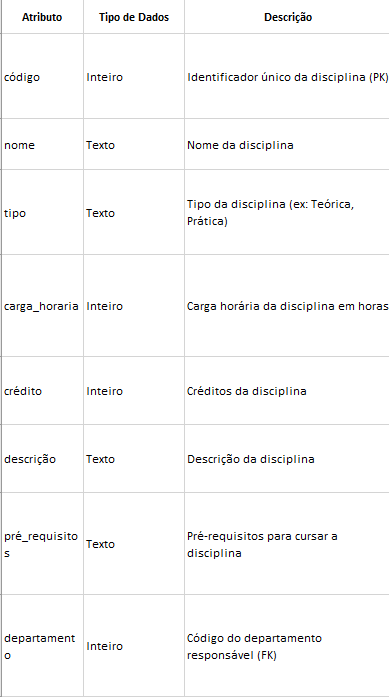 Atributo Tipo de Dados Descrição
código Inteiro Identificador único da disciplina (PK)
nome Texto Nome da disciplina
tipo Texto Tipo da disciplina (ex: Teórica,
Prática)
carga_horaria Inteiro Carga horária da disciplina em horas
crédito Inteiro Créditos da disciplina
descrição Texto Descrição da disciplina
pré_requisito
s
Texto
Pré-requisitos para cursar a
disciplina
departament
o
Inteiro
Código do departamento
responsável (FK)